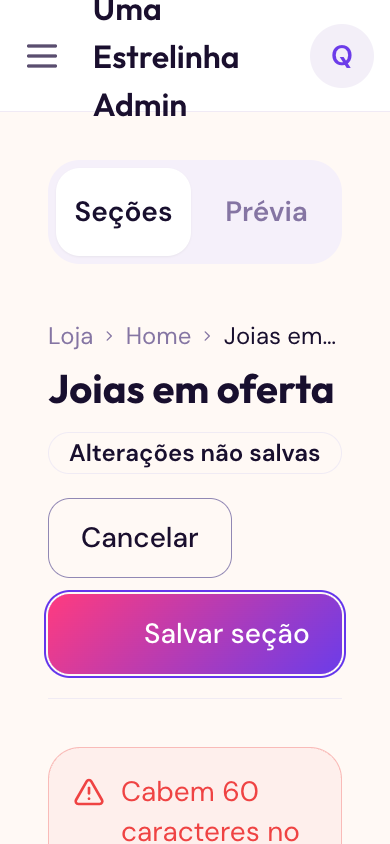 Uma
Estrelinha
Admin
Q
Seções
Prévia
Loja > Home > Joias em...
Joias em oferta
Alterações não salvas
Cancelar
Salvar seção
Cabem 60
caracteres no